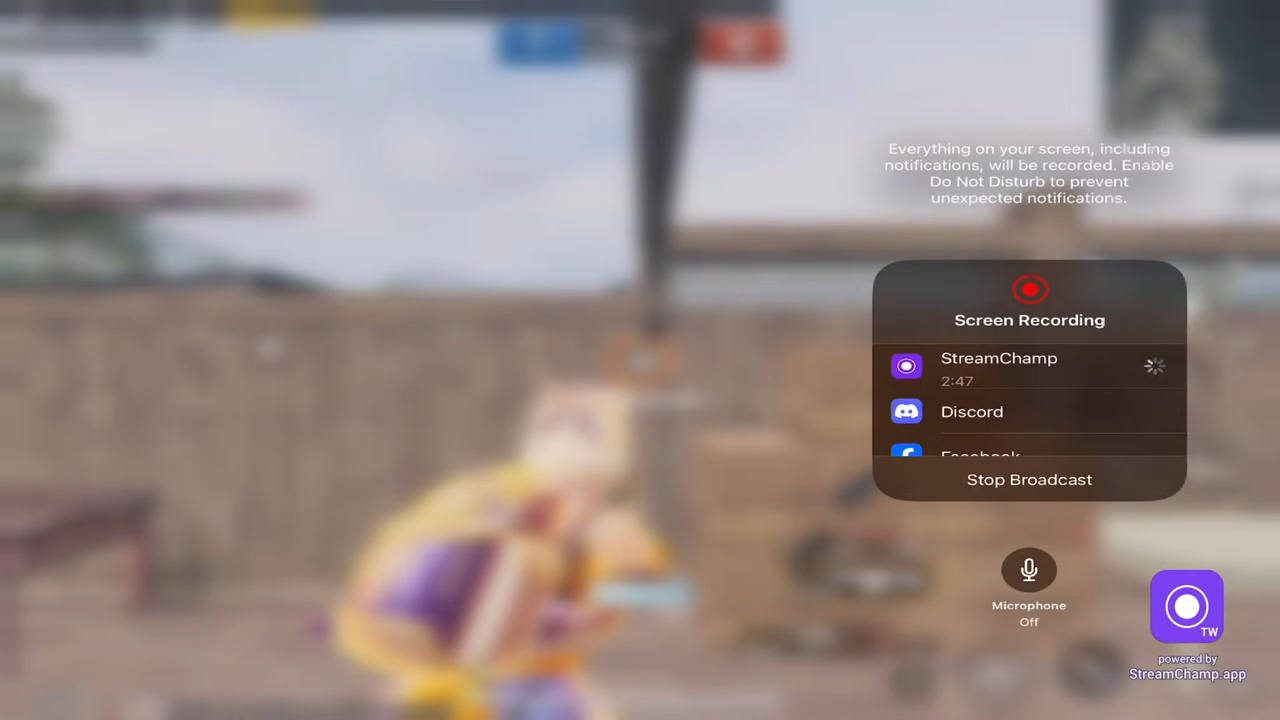 Everything on your screen, including
notifications, will be recorded. Enable
Do Not Disturb to prevent
unexpected notifications.
Screen Recording
StreamChamp
2:47
Discord
Facebook
Stop Broadcast
Microphone
Off
TW
powered by
StreamChamp.app